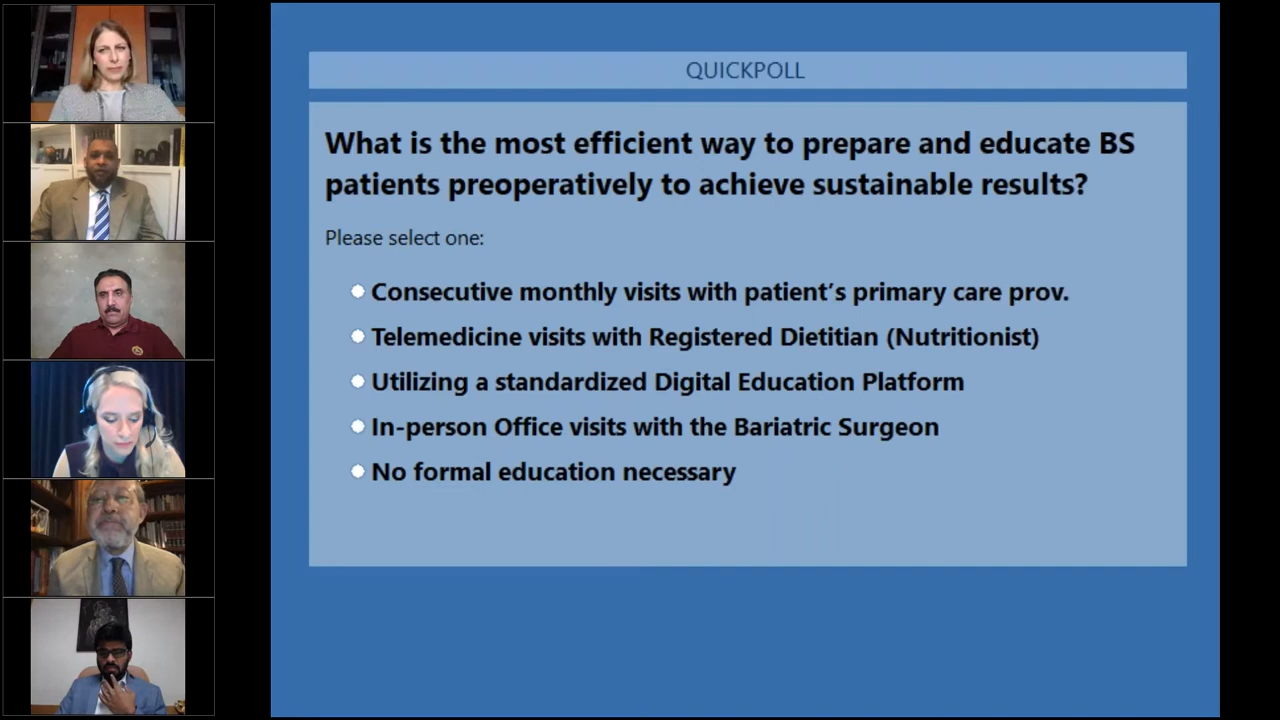 QUICKPOLL
What is the most efficient way to prepare and educate BS
patients preoperatively to achieve sustainable results?
Please select one:
Consecutive monthly visits with patient’s primary care prov.
Telemedicine visits with Registered Dietitian (Nutritionist)
Utilizing a standardized Digital Education Platform
In-person Office visits with the Bariatric Surgeon
No formal education necessary